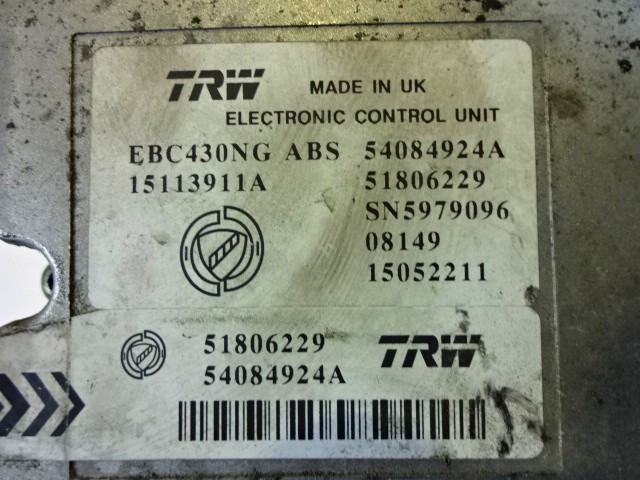 TRW MADE IN UK
ELECTRONIC CONTROL UNIT
EBC430NG ABS 54084924A
15113911A 51806229
SN5979096
08149
15052211
51806229 TRW
54084924A